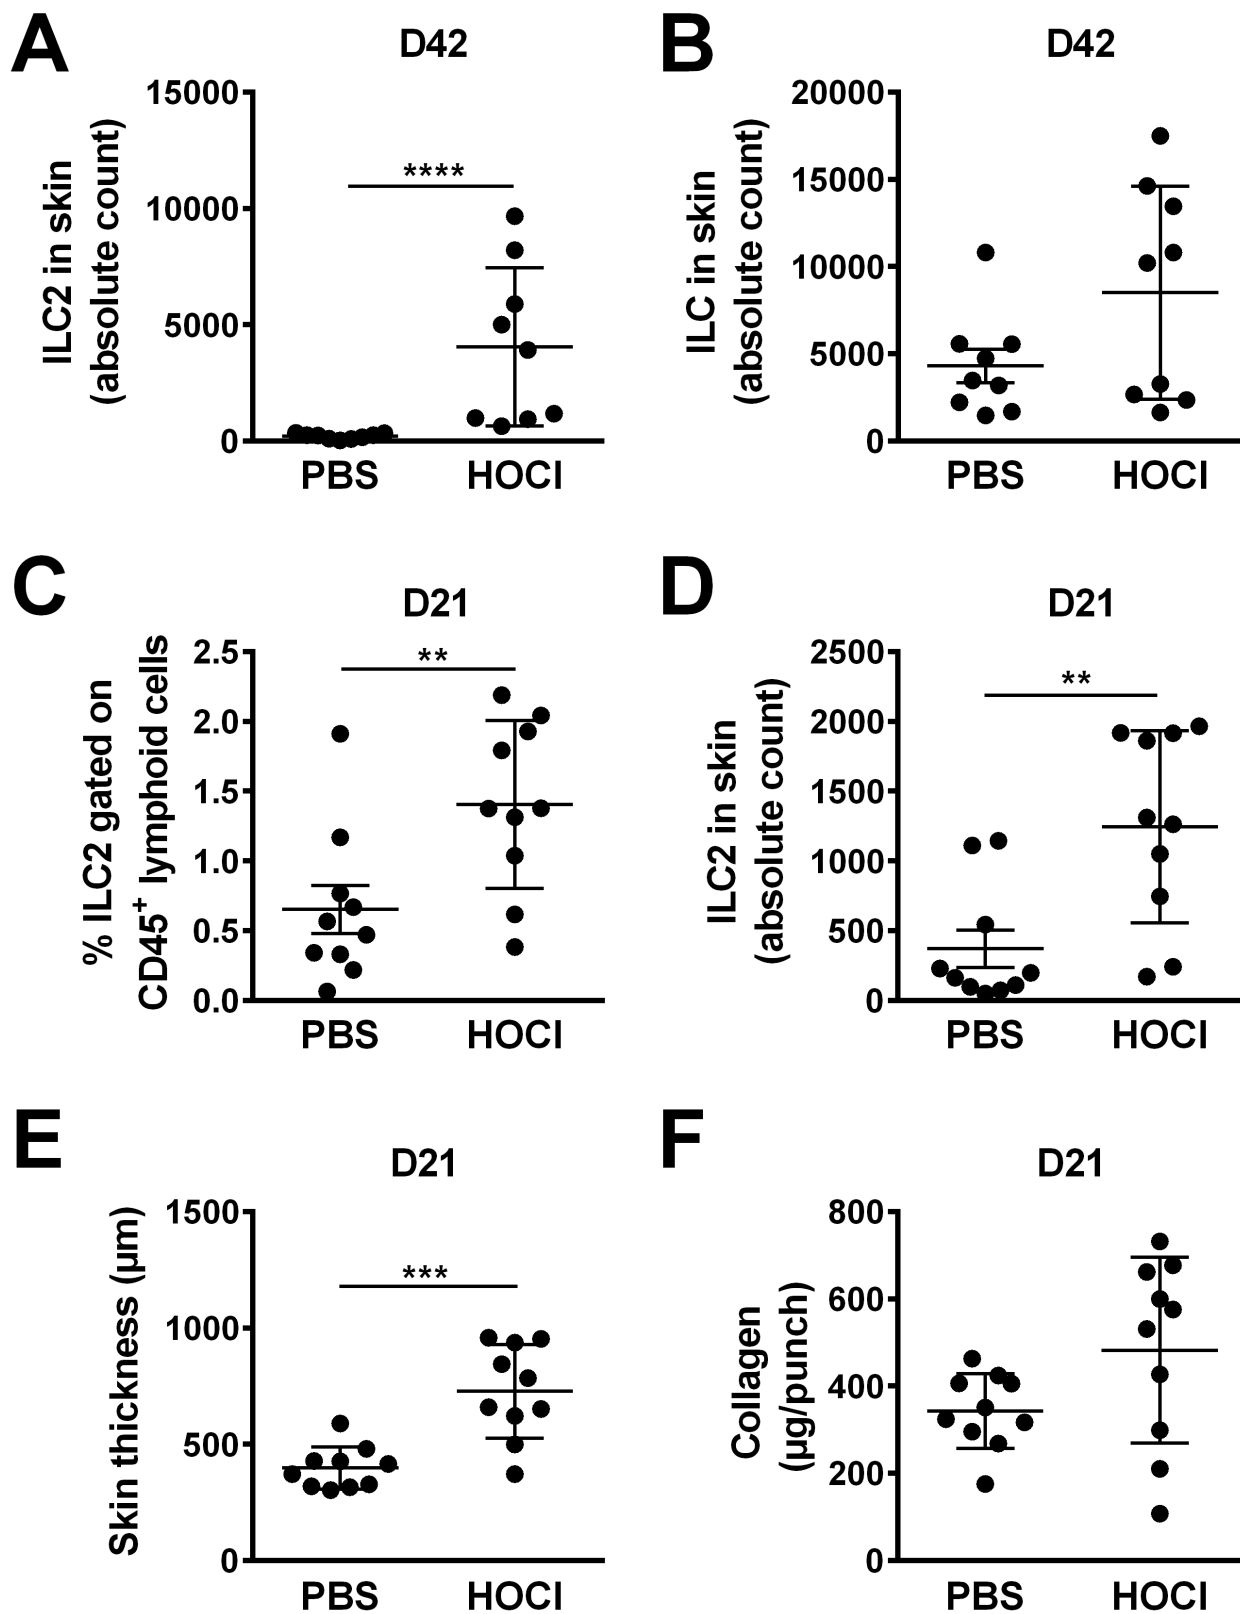 A
D42
ILC2 in skin
(absolute count)
15000
10000
5000
0
****
PBS
HOCl
B
D42
ILC in skin
(absolute count)
20000
15000
10000
5000
0
PBS
HOCl
C
D21
% ILC2 gated on
CD45+ lymphoid cells
2.5
2.0
1.5
1.0
0.5
0.0
**
PBS
HOCl
D
D21
ILC2 in skin
(absolute count)
2500
2000
1500
1000
500
0
**
PBS
HOCl
E
D21
Skin thickness (µm)
1500
1000
500
0
***
PBS
HOCl
F
D21
Collagen
(µg/punch)
800
600
400
200
0
PBS
HOCl